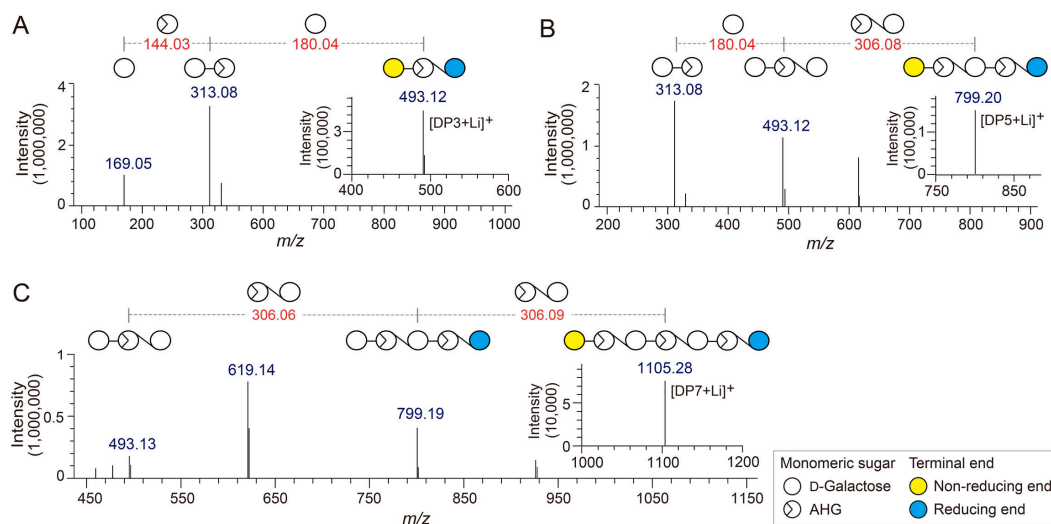 A
144.03
180.04
Intensity
(1,000,000)
4
2
0
169.05
313.08
100 200 300 400 500 600 700 800 900 1000
m/z
Intensity
(100,000)
3
0
493.12
[DP3+Li]+
400 500 600
B
180.04
306.08
Intensity
(1,000,000)
2
1
0
313.08
493.12
200 300 400 500 600 700 800 900
m/z
Intensity
(100,000)
1
0
799.20
[DP5+Li]+
750 850
C
306.06
306.09
Intensity
(1,000,000)
1
0.5
0
493.13
619.14
799.19
450 550 650 750 850 950 1050 1150
m/z
Intensity
(10,000)
5
0
1105.28
[DP7+Li]+
1000 1100 1200
Monomeric sugar Terminal end
D-Galactose Non-reducing end
AHG Reducing end